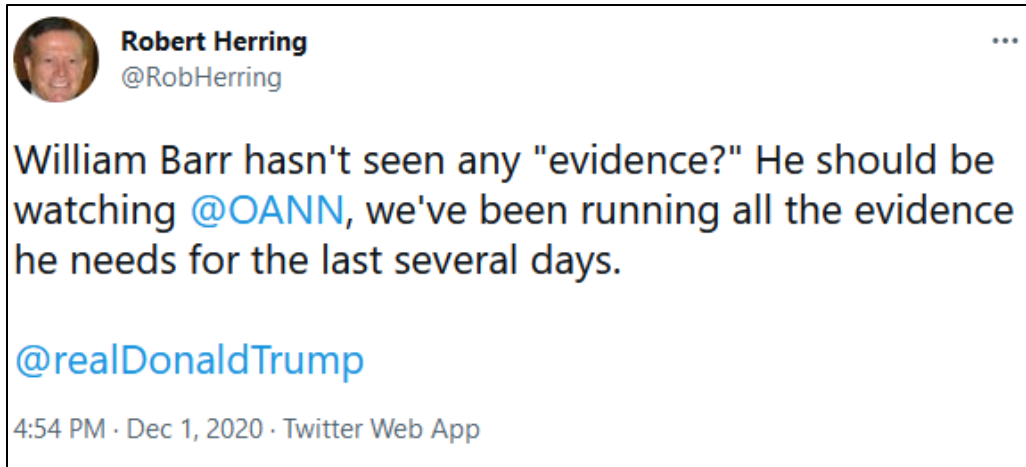 Robert Herring
@RobHerring
William Barr hasn't seen any "evidence?" He should be
watching @OANN, we've been running all the evidence
he needs for the last several days.
@realDonaldTrump
4:54 PM · Dec 1, 2020 · Twitter Web App